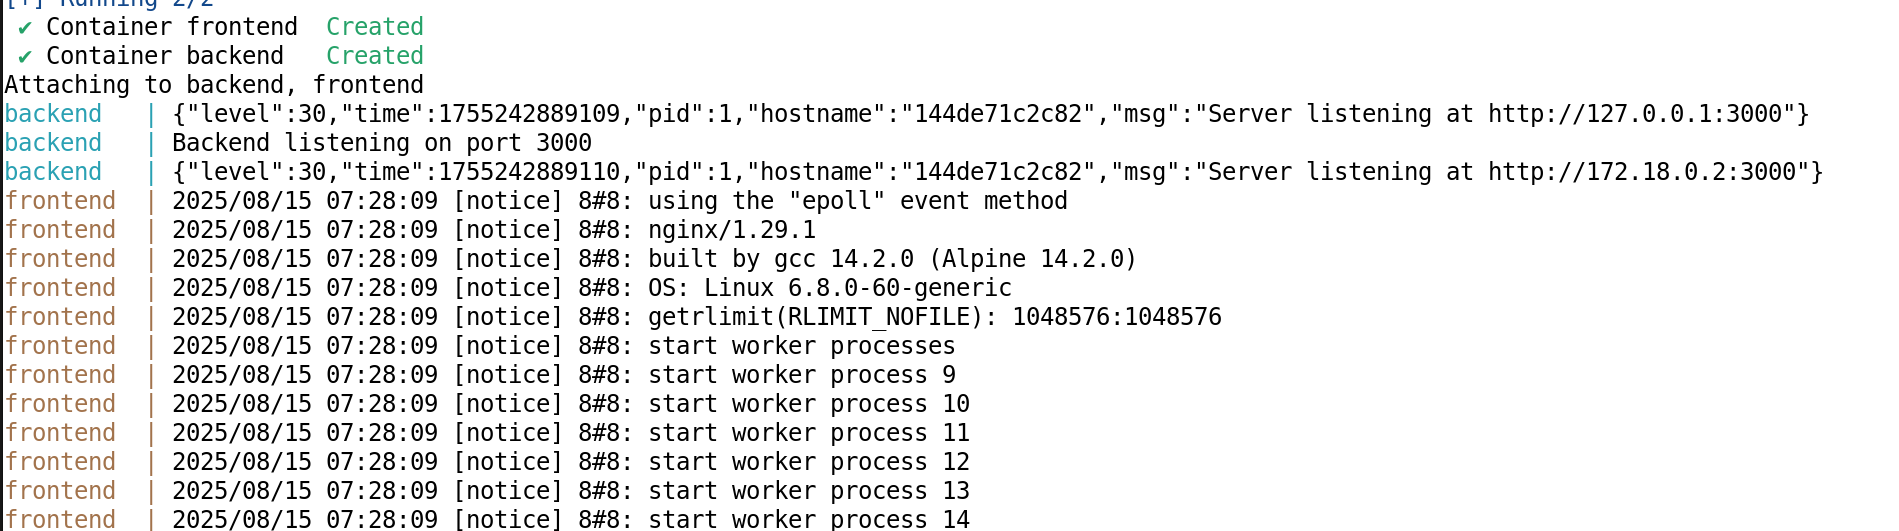 [+] Running 2/2
✔ Container frontend  Created
✔ Container backend   Created
Attaching to backend, frontend
backend   | {"level":30,"time":1755242889109,"pid":1,"hostname":"144de71c2c82","msg":"Server listening at http://127.0.0.1:3000"}
backend   | Backend listening on port 3000
backend   | {"level":30,"time":1755242889110,"pid":1,"hostname":"144de71c2c82","msg":"Server listening at http://172.18.0.2:3000"}
frontend  | 2025/08/15 07:28:09 [notice] 8#8: using the "epoll" event method
frontend  | 2025/08/15 07:28:09 [notice] 8#8: nginx/1.29.1
frontend  | 2025/08/15 07:28:09 [notice] 8#8: built by gcc 14.2.0 (Alpine 14.2.0)
frontend  | 2025/08/15 07:28:09 [notice] 8#8: OS: Linux 6.8.0-60-generic
frontend  | 2025/08/15 07:28:09 [notice] 8#8: getrlimit(RLIMIT_NOFILE): 1048576:1048576
frontend  | 2025/08/15 07:28:09 [notice] 8#8: start worker processes
frontend  | 2025/08/15 07:28:09 [notice] 8#8: start worker process 9
frontend  | 2025/08/15 07:28:09 [notice] 8#8: start worker process 10
frontend  | 2025/08/15 07:28:09 [notice] 8#8: start worker process 11
frontend  | 2025/08/15 07:28:09 [notice] 8#8: start worker process 12
frontend  | 2025/08/15 07:28:09 [notice] 8#8: start worker process 13
frontend  | 2025/08/15 07:28:09 [notice] 8#8: start worker process 14